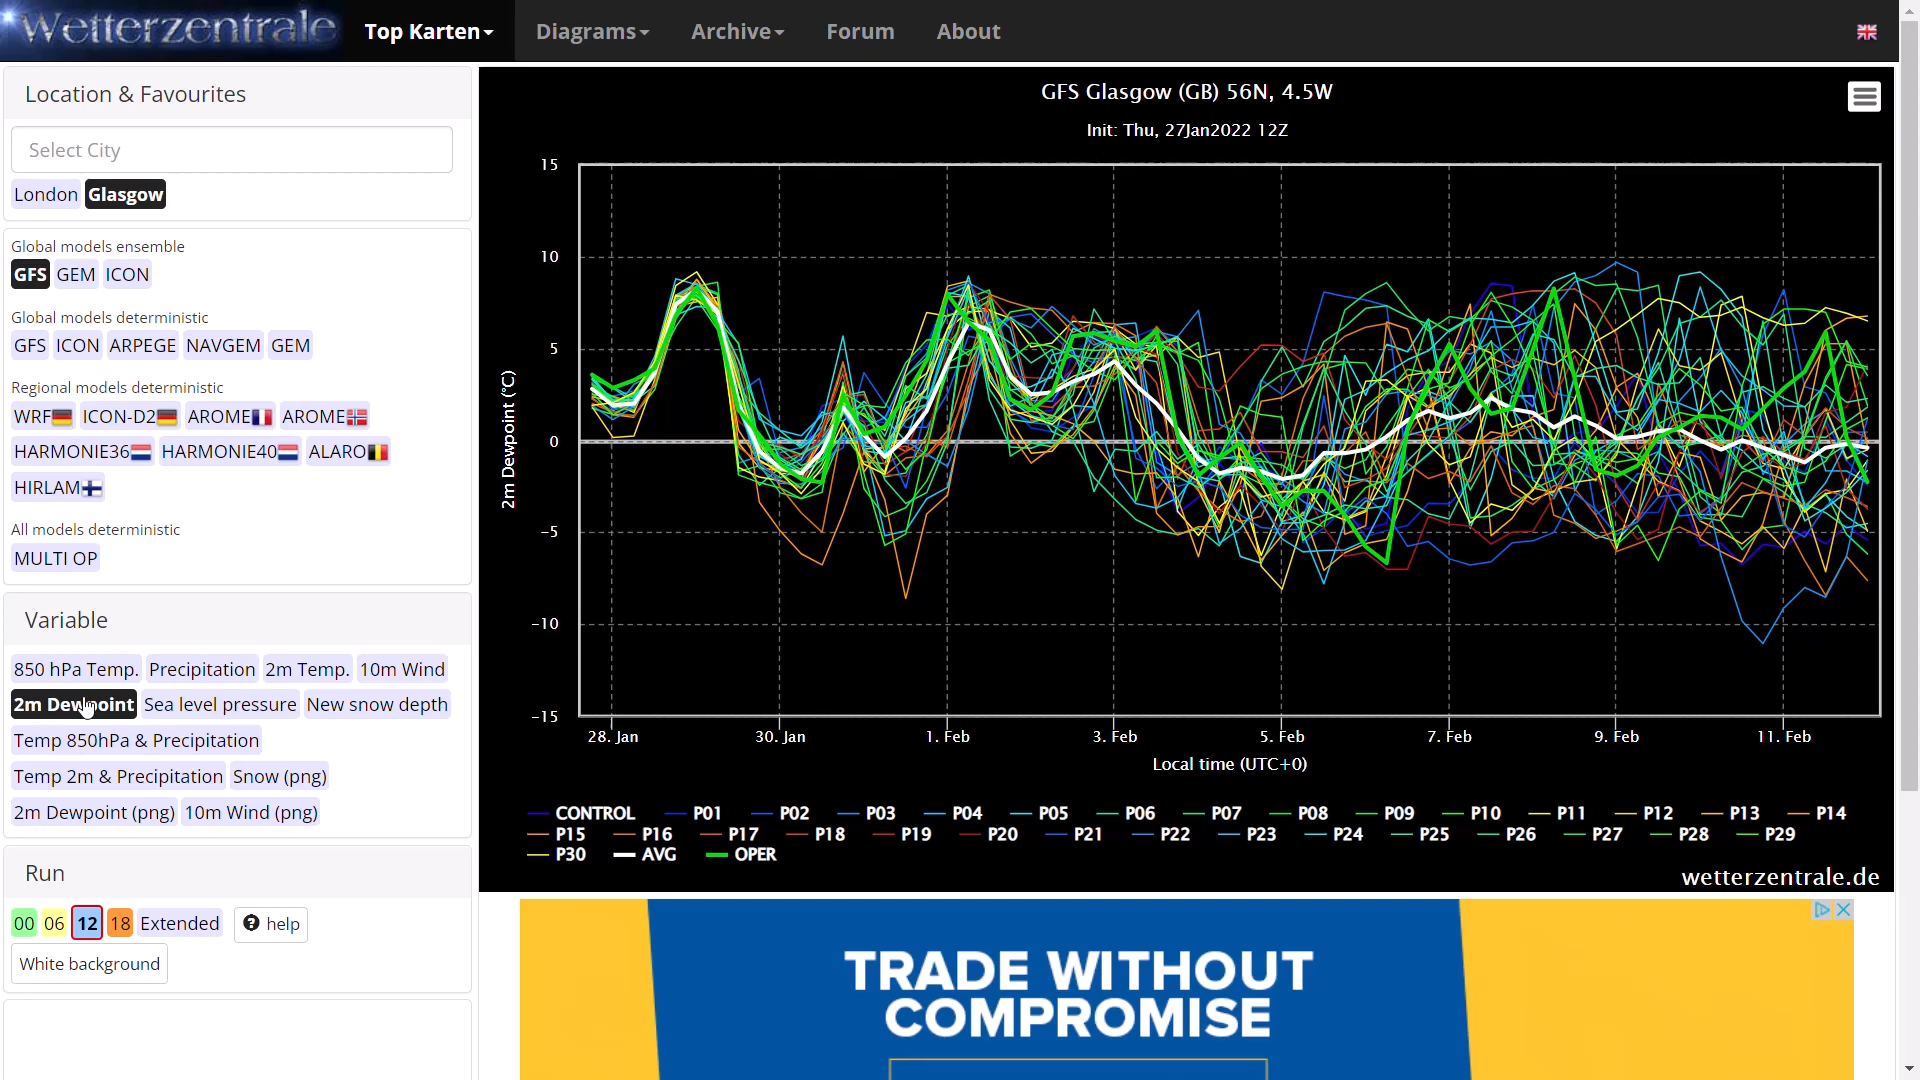 Wetterzentrale
Top Karten
Diagrams
Archive
Forum
About
Location & Favourites
Select City
London Glasgow
Global models ensemble
GFS GEM ICON
Global models deterministic
GFS ICON ARPEGE NAVGEM GEM
Regional models deterministic
WRF ICON-D2 AROME AROME
HARMONIE36 HARMONIE40 ALARO
HIRLAM
All models deterministic
MULTI OP
Variable
850 hPa Temp. Precipitation 2m Temp. 10m Wind
2m Dewpoint Sea level pressure New snow depth
Temp 850hPa & Precipitation
Temp 2m & Precipitation Snow (png)
2m Dewpoint (png) 10m Wind (png)
Run
00 06 12 18 Extended help
White background
GFS Glasgow (GB) 56N, 4.5W
Init: Thu, 27Jan2022 12Z
15
10
5
0
-5
-10
-15
2m Dewpoint (°C)
28. Jan 30. Jan 1. Feb 3. Feb 5. Feb 7. Feb 9. Feb 11. Feb
Local time (UTC+0)
CONTROL P01 P02 P03 P04 P05 P06 P07 P08 P09 P10 P11 P12 P13 P14
P15 P16 P17 P18 P19 P20 P21 P22 P23 P24 P25 P26 P27 P28 P29
P30 AVG OPER
wetterzentrale.de
TRADE WITHOUT
COMPROMISE